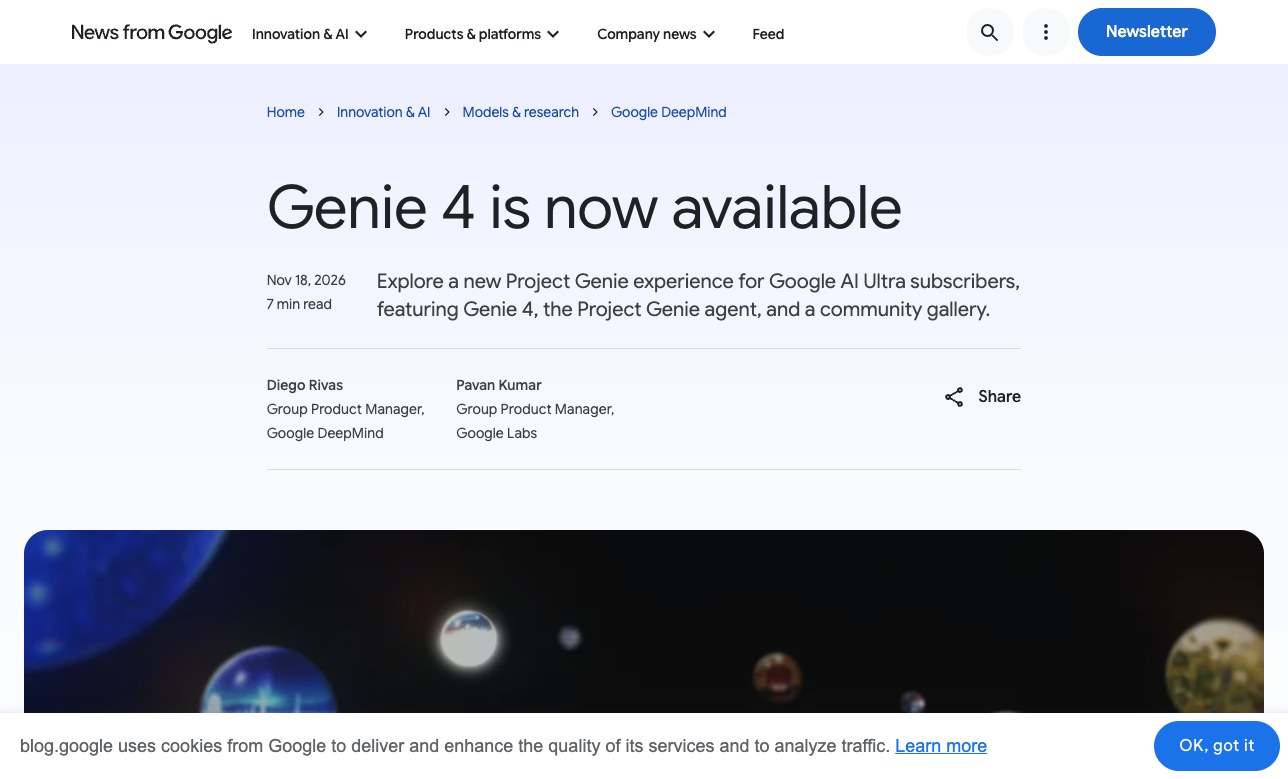 News from Google
Innovation & AI
Products & platforms
Company news
Feed
Newsletter
Home > Innovation & AI > Models & research > Google DeepMind
Genie 4 is now available
Nov 18, 2026
7 min read
Explore a new Project Genie experience for Google AI Ultra subscribers,
featuring Genie 4, the Project Genie agent, and a community gallery.
Diego Rivas
Group Product Manager,
Google DeepMind
Pavan Kumar
Group Product Manager,
Google Labs
Share
blog.google uses cookies from Google to deliver and enhance the quality of its services and to analyze traffic. Learn more
OK, got it